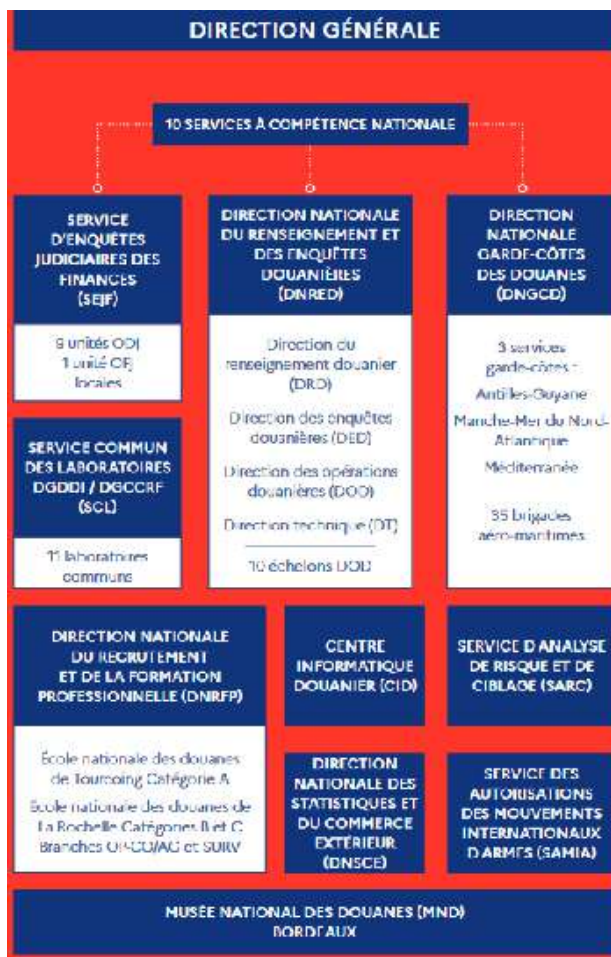 DIRECTION GÉNÉRALE
10 SERVICES À COMPÉTENCE NATIONALE
SERVICE
D'ENQUÊTES
JUDICIAIRES DES
FINANCES
(SEJF)
9 unités ODJ
1 unité OFJ
locales
SERVICE COMMUN
DES LABORATOIRES
DGDDI / DGCCRF
(SCL)
11 laboratoires
communs
DIRECTION NATIONALE
DU RENSEIGNEMENT ET
DES ENQUÊTES
DOUANIÈRES
(DNRED)
Direction du
renseignement douanier
(DRD)
Direction des enquêtes
douanières (DED)
Direction des opérations
douanières (DOD)
Direction technique (DT)
10 échelons DOD
DIRECTION
NATIONALE
GARDE-CÔTES
DES DOUANES
(DNGCD)
3 services
garde-côtes :
Antilles-Guyane
Manche-Mer du Nord-
Atlantique
Méditerranée
35 brigades
aéro-maritimes
DIRECTION NATIONALE
DU RECRUTEMENT
ET DE LA FORMATION
PROFESSIONNELLE (DNRFP)
École nationale des douanes
de Tourcoing Catégorie A
École nationale des douanes de
La Rochelle Catégories B et C
Branches OP-CO/AG et SURV
CENTRE
INFORMATIQUE
DOUANIER (CID)
SERVICE D'ANALYSE
DE RISQUE ET DE
CIBLAGE (SARC)
DIRECTION
NATIONALE DES
STATISTIQUES ET
DU COMMERCE
EXTÉRIEUR
(DNSCE)
SERVICE DES
AUTORISATIONS
DES MOUVEMENTS
INTERNATIONAUX
D'ARMES (SAMIA)
MUSÉE NATIONAL DES DOUANES (MND)
BORDEAUX